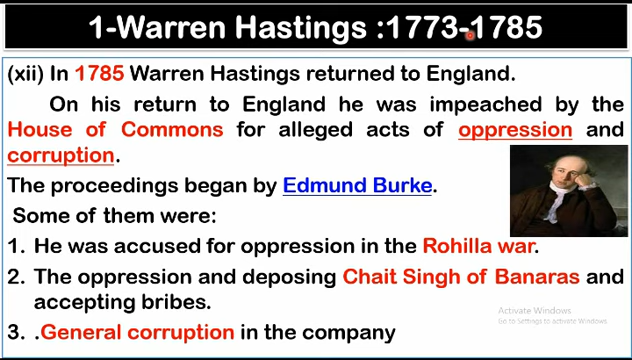 1-Warren Hastings :1773-1785
(xii) In 1785 Warren Hastings returned to England.
On his return to England he was impeached by the
House of Commons for alleged acts of oppression and
corruption.
The proceedings began by Edmund Burke.
Some of them were:
1. He was accused for oppression in the Rohilla war.
2. The oppression and deposing Chait Singh of Banaras and
accepting bribes.
3. .General corruption in the company
Activate Windows
Go to Settings to activate Windows.